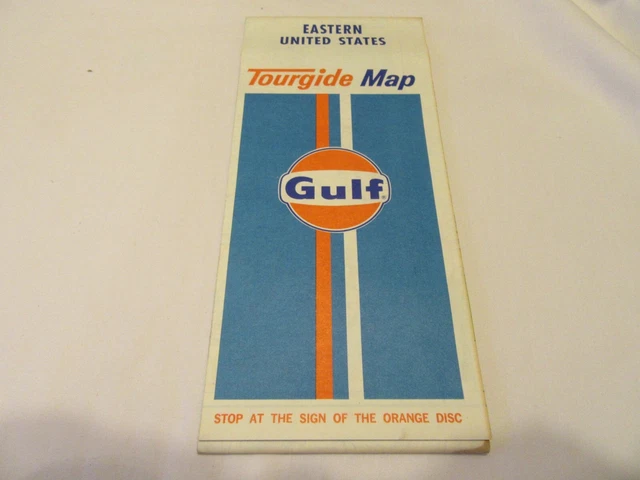 EASTERN
UNITED STATES
Tourgide Map
Gulf
STOP AT THE SIGN OF THE ORANGE DISC